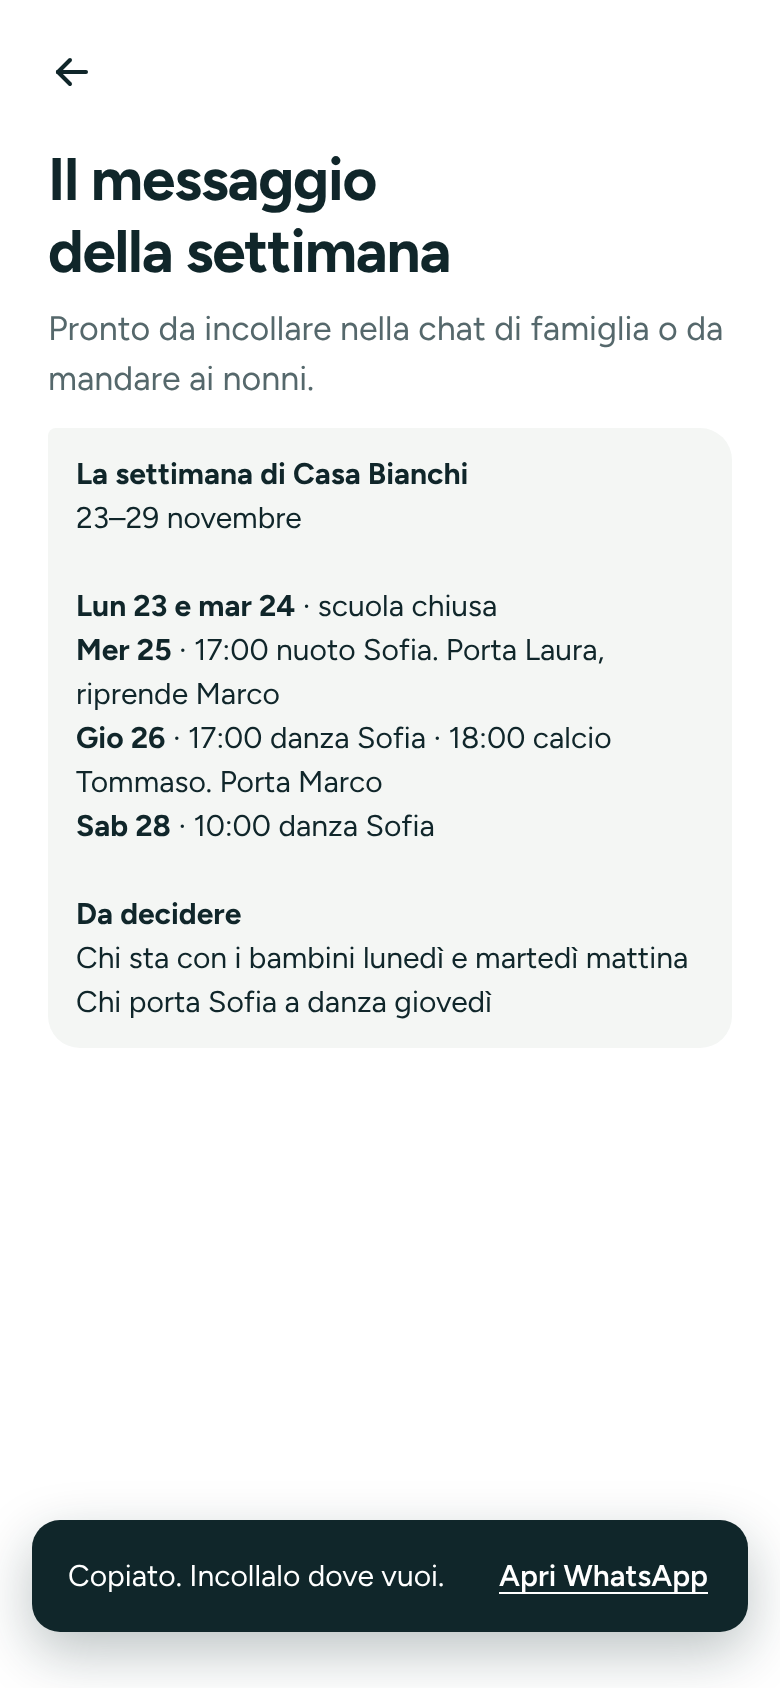 Il messaggio
della settimana
Pronto da incollare nella chat di famiglia o da
mandare ai nonni.
La settimana di Casa Bianchi
23–29 novembre
Lun 23 e mar 24 · scuola chiusa
Mer 25 · 17:00 nuoto Sofia. Porta Laura,
riprende Marco
Gio 26 · 17:00 danza Sofia · 18:00 calcio
Tommaso. Porta Marco
Sab 28 · 10:00 danza Sofia
Da decidere
Chi sta con i bambini lunedì e martedì mattina
Chi porta Sofia a danza giovedì
Copiato. Incollalo dove vuoi. Apri WhatsApp